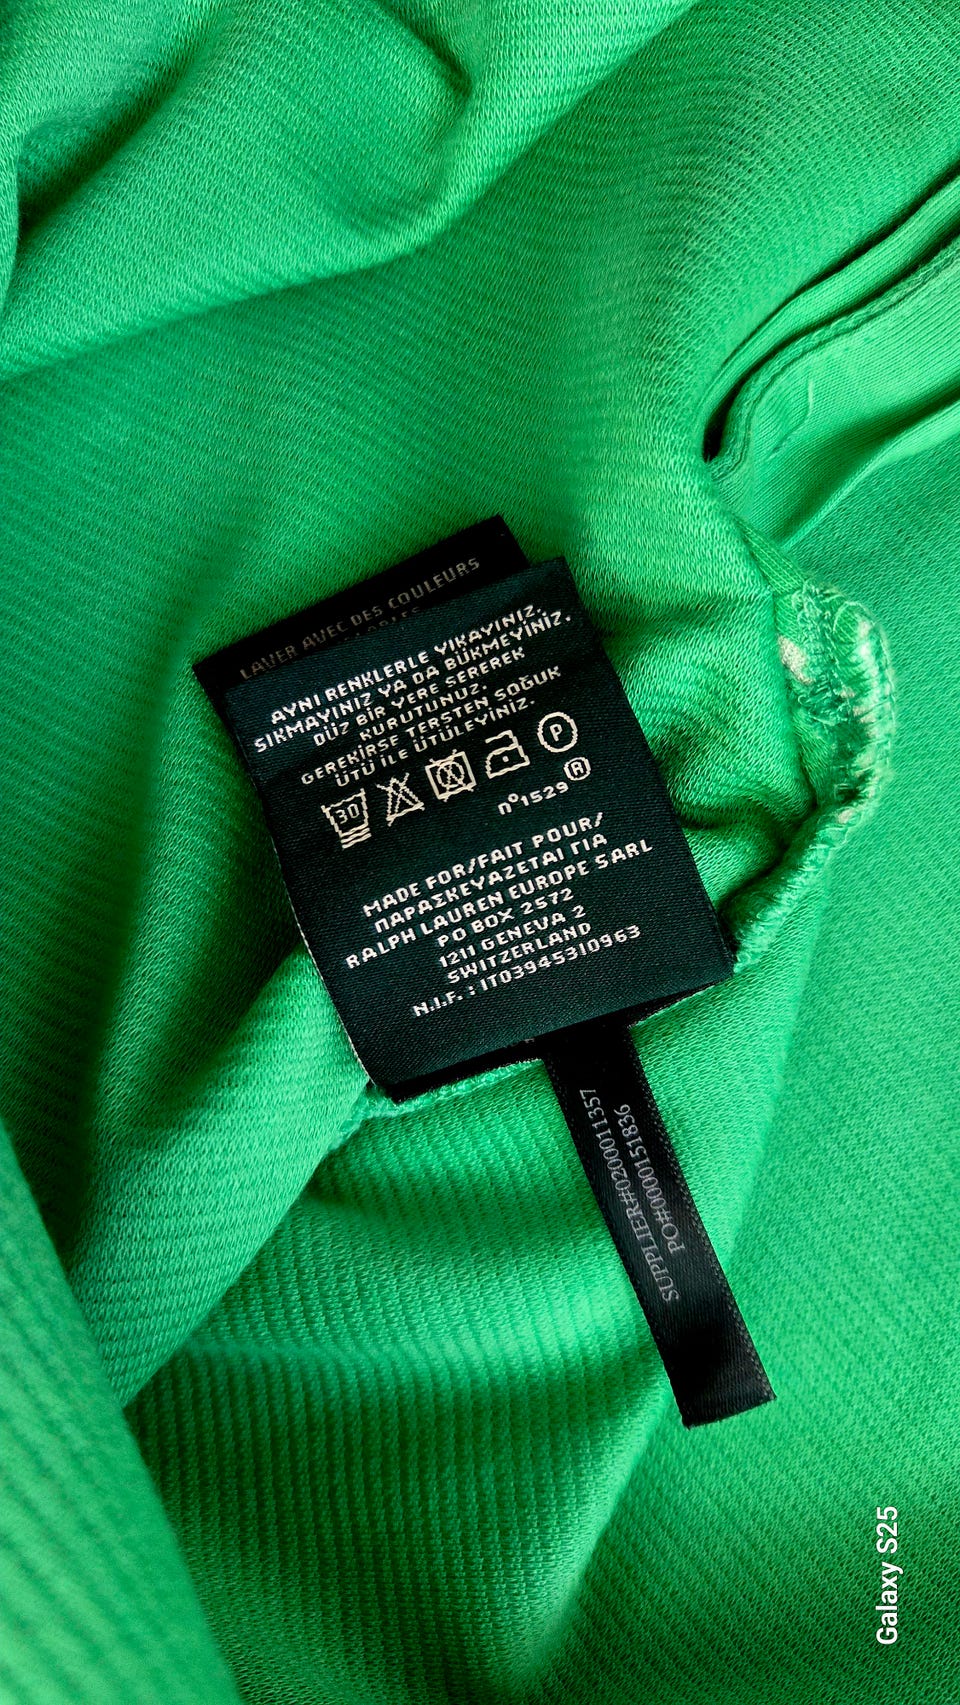 LAVER AVEC DES COULEURS
AYNI RENKLERLE YIKAYINIZ.
SIKMAYINIZ YA DA BÜKMEYİNİZ.
DÜZ BİR YERE SEREREK
KURUTUNUZ.
GEREKİRSE TERSTEN SOĞUK
ÜTÜ İLE ÜTÜLEYİNİZ.
30 P
n°1529 ®
MADE FOR/FAIT POUR/
ΠΑΡΑΣΚΕΥΑΖΕΤΑΙ ΓΙΑ
RALPH LAUREN EUROPE SARL
PO BOX 2572
1211 GENEVA 2
SWITZERLAND
N.I.F. : IT03945310963
SUPPLIER#0200011357
PO#0000151836
Galaxy S25